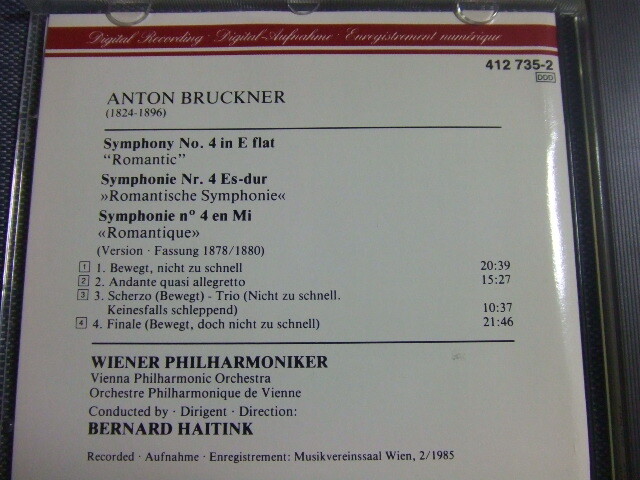 Digital Recording · Digital-Aufnahme · Enregistrement numérique
412 735-2
DDD
ANTON BRUCKNER
(1824-1896)
Symphony No. 4 in E flat
“Romantic”
Symphonie Nr. 4 Es-dur
»Romantische Symphonie«
Symphonie nº 4 en Mi
«Romantique»
(Version · Fassung 1878/1880)
1 1. Bewegt, nicht zu schnell 20:39
2 2. Andante quasi allegretto 15:27
3 3. Scherzo (Bewegt) - Trio (Nicht zu schnell.
Keinesfalls schleppend) 10:37
4 4. Finale (Bewegt, doch nicht zu schnell) 21:46
WIENER PHILHARMONIKER
Vienna Philharmonic Orchestra
Orchestre Philharmonique de Vienne
Conducted by · Dirigent · Direction:
BERNARD HAITINK
Recorded · Aufnahme · Enregistrement: Musikvereinssaal Wien, 2/1985